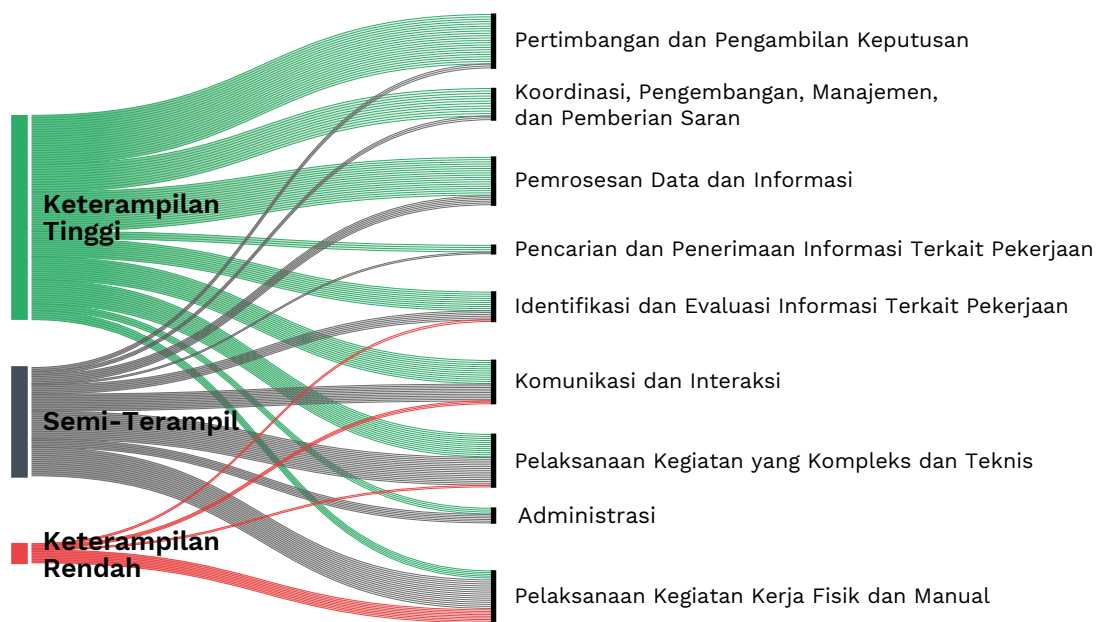 Keterampilan
Tinggi
Semi-Terampil
Keterampilan
Rendah
Pertimbangan dan Pengambilan Keputusan
Koordinasi, Pengembangan, Manajemen,
dan Pemberian Saran
Pemrosesan Data dan Informasi
Pencarian dan Penerimaan Informasi Terkait Pekerjaan
Identifikasi dan Evaluasi Informasi Terkait Pekerjaan
Komunikasi dan Interaksi
Pelaksanaan Kegiatan yang Kompleks dan Teknis
Administrasi
Pelaksanaan Kegiatan Kerja Fisik dan Manual